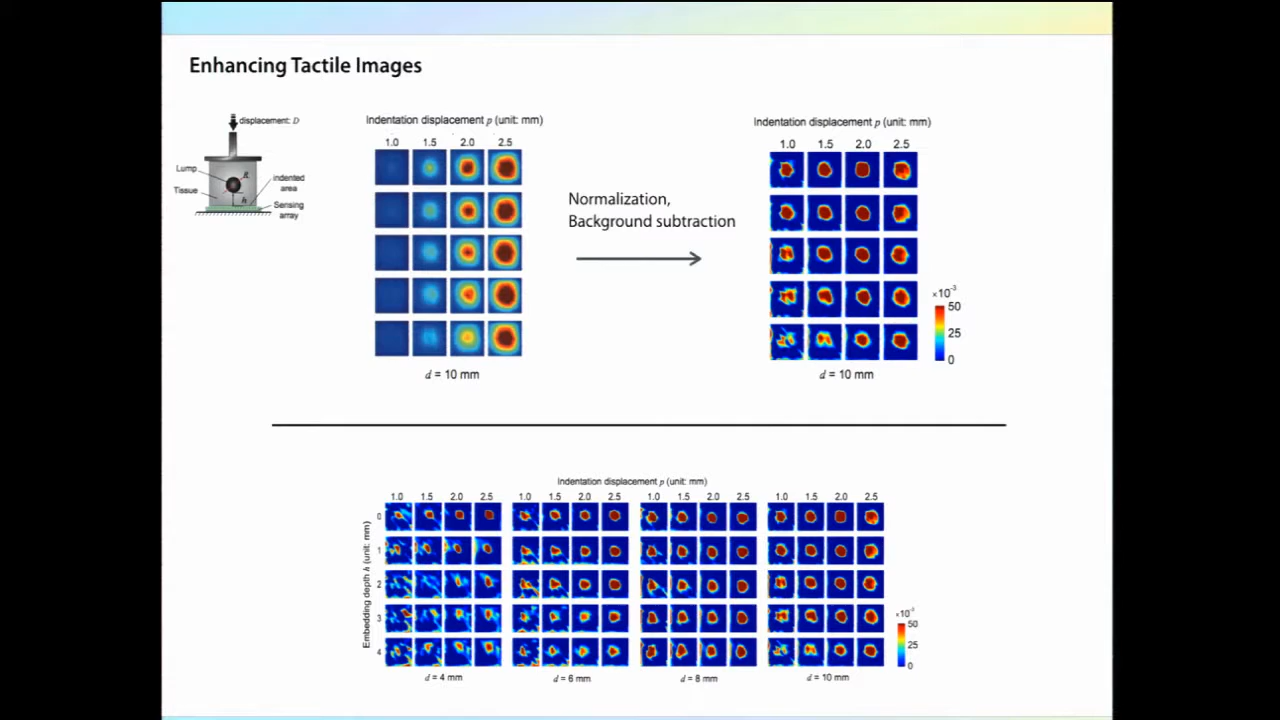 Enhancing Tactile Images
displacement: D
Lump
Tissue
indented
area
Sensing
array
h
Indentation displacement p (unit: mm)
1.0 1.5 2.0 2.5
d = 10 mm
Normalization,
Background subtraction
Indentation displacement p (unit: mm)
1.0 1.5 2.0 2.5
×10⁻³
50
25
0
d = 10 mm
Indentation displacement p (unit: mm)
1.0 1.5 2.0 2.5 1.0 1.5 2.0 2.5 1.0 1.5 2.0 2.5 1.0 1.5 2.0 2.5
Embedding depth h (unit: mm)
0
1
2
3
4
×10⁻³
50
25
0
d = 4 mm d = 6 mm d = 8 mm d = 10 mm